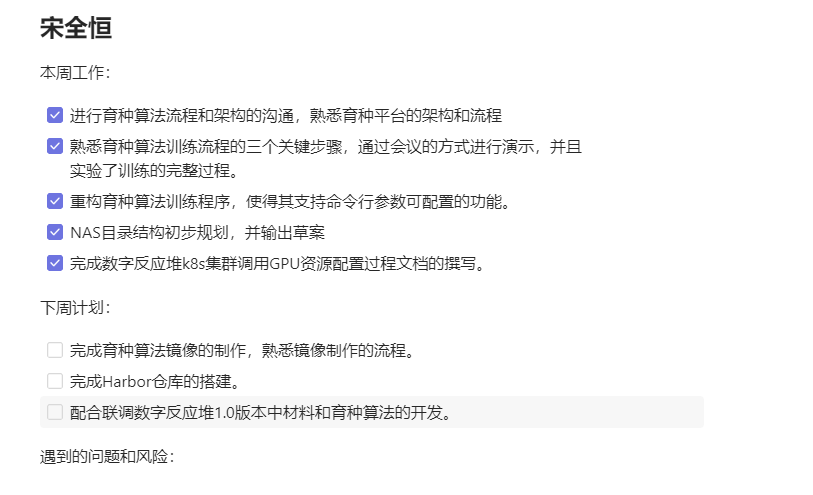 宋全恒
本周工作：
进行育种算法流程和架构的沟通，熟悉育种平台的架构和流程
熟悉育种算法训练流程的三个关键步骤，通过会议的方式进行演示，并且
实验了训练的完整过程。
重构育种算法训练程序，使得其支持命令行参数可配置的功能。
NAS目录结构初步规划，并输出草案
完成数字反应堆k8s集群调用GPU资源配置过程文档的撰写。
下周计划：
完成育种算法镜像的制作，熟悉镜像制作的流程。
完成Harbor仓库的搭建。
配合联调数字反应堆1.0版本中材料和育种算法的开发。
遇到的问题和风险：